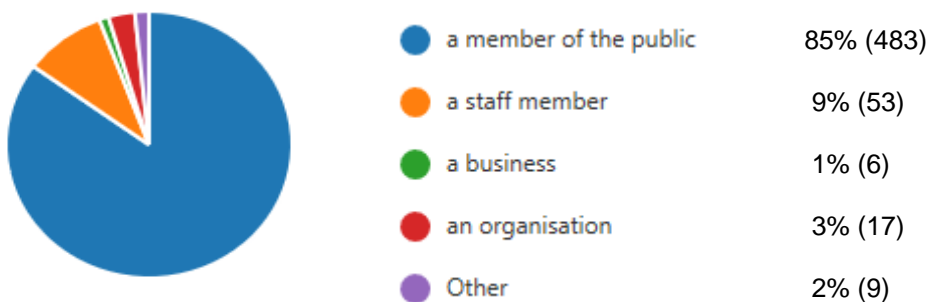 a member of the public 85% (483)
a staff member 9% (53)
a business 1% (6)
an organisation 3% (17)
Other 2% (9)